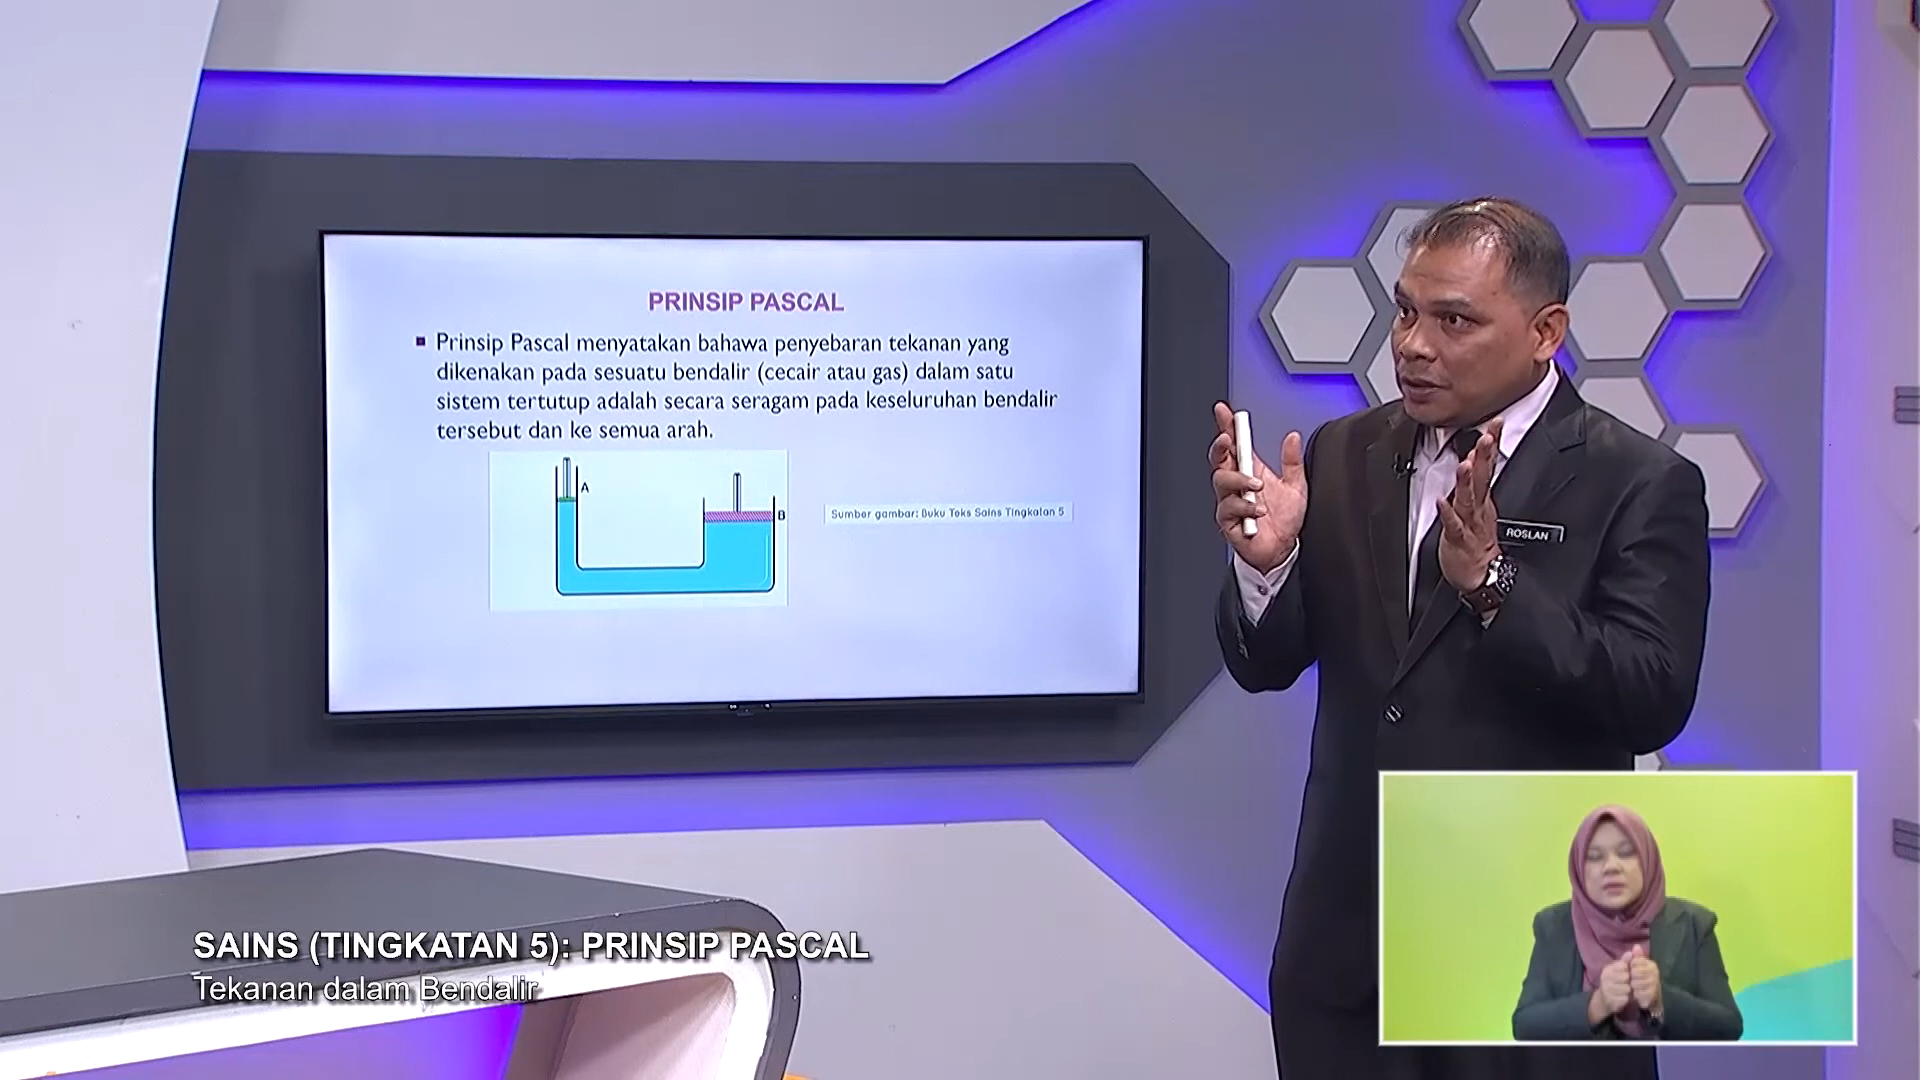 PRINSIP PASCAL
Prinsip Pascal menyatakan bahawa penyebaran tekanan yang
dikenakan pada sesuatu bendalir (cecair atau gas) dalam satu
sistem tertutup adalah secara seragam pada keseluruhan bendalir
tersebut dan ke semua arah.
A
B
Sumber gambar: Buku Teks Sains Tingkatan 5
ROSLAN
SAINS (TINGKATAN 5): PRINSIP PASCAL
Tekanan dalam Bendalir